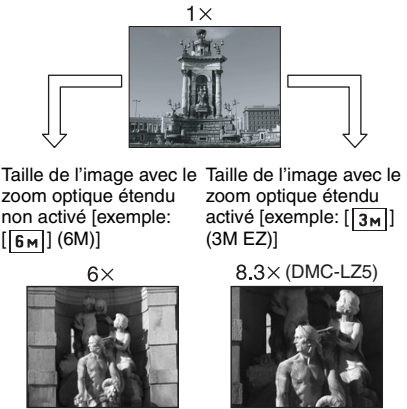 1×
Taille de l'image avec le
zoom optique étendu
non activé [exemple:
[6M] (6M)]
Taille de l'image avec le
zoom optique étendu
activé [exemple: [3M]
(3M EZ)]
6×
8.3× (DMC-LZ5)